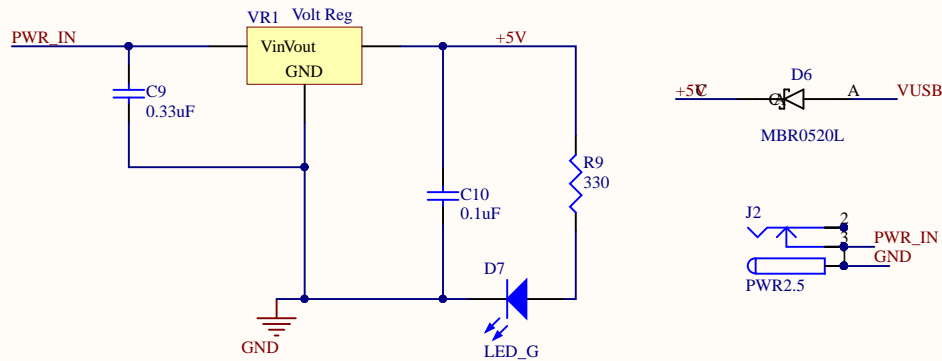 VR1 Volt Reg
PWR_IN
VinVout
GND
+5V
C9
0.33uF
R9
330
C10
0.1uF
D7
LED_G
GND
D6
+5V
C
A
VUSB
MBR0520L
J2
2
3
PWR_IN
GND
PWR2.5